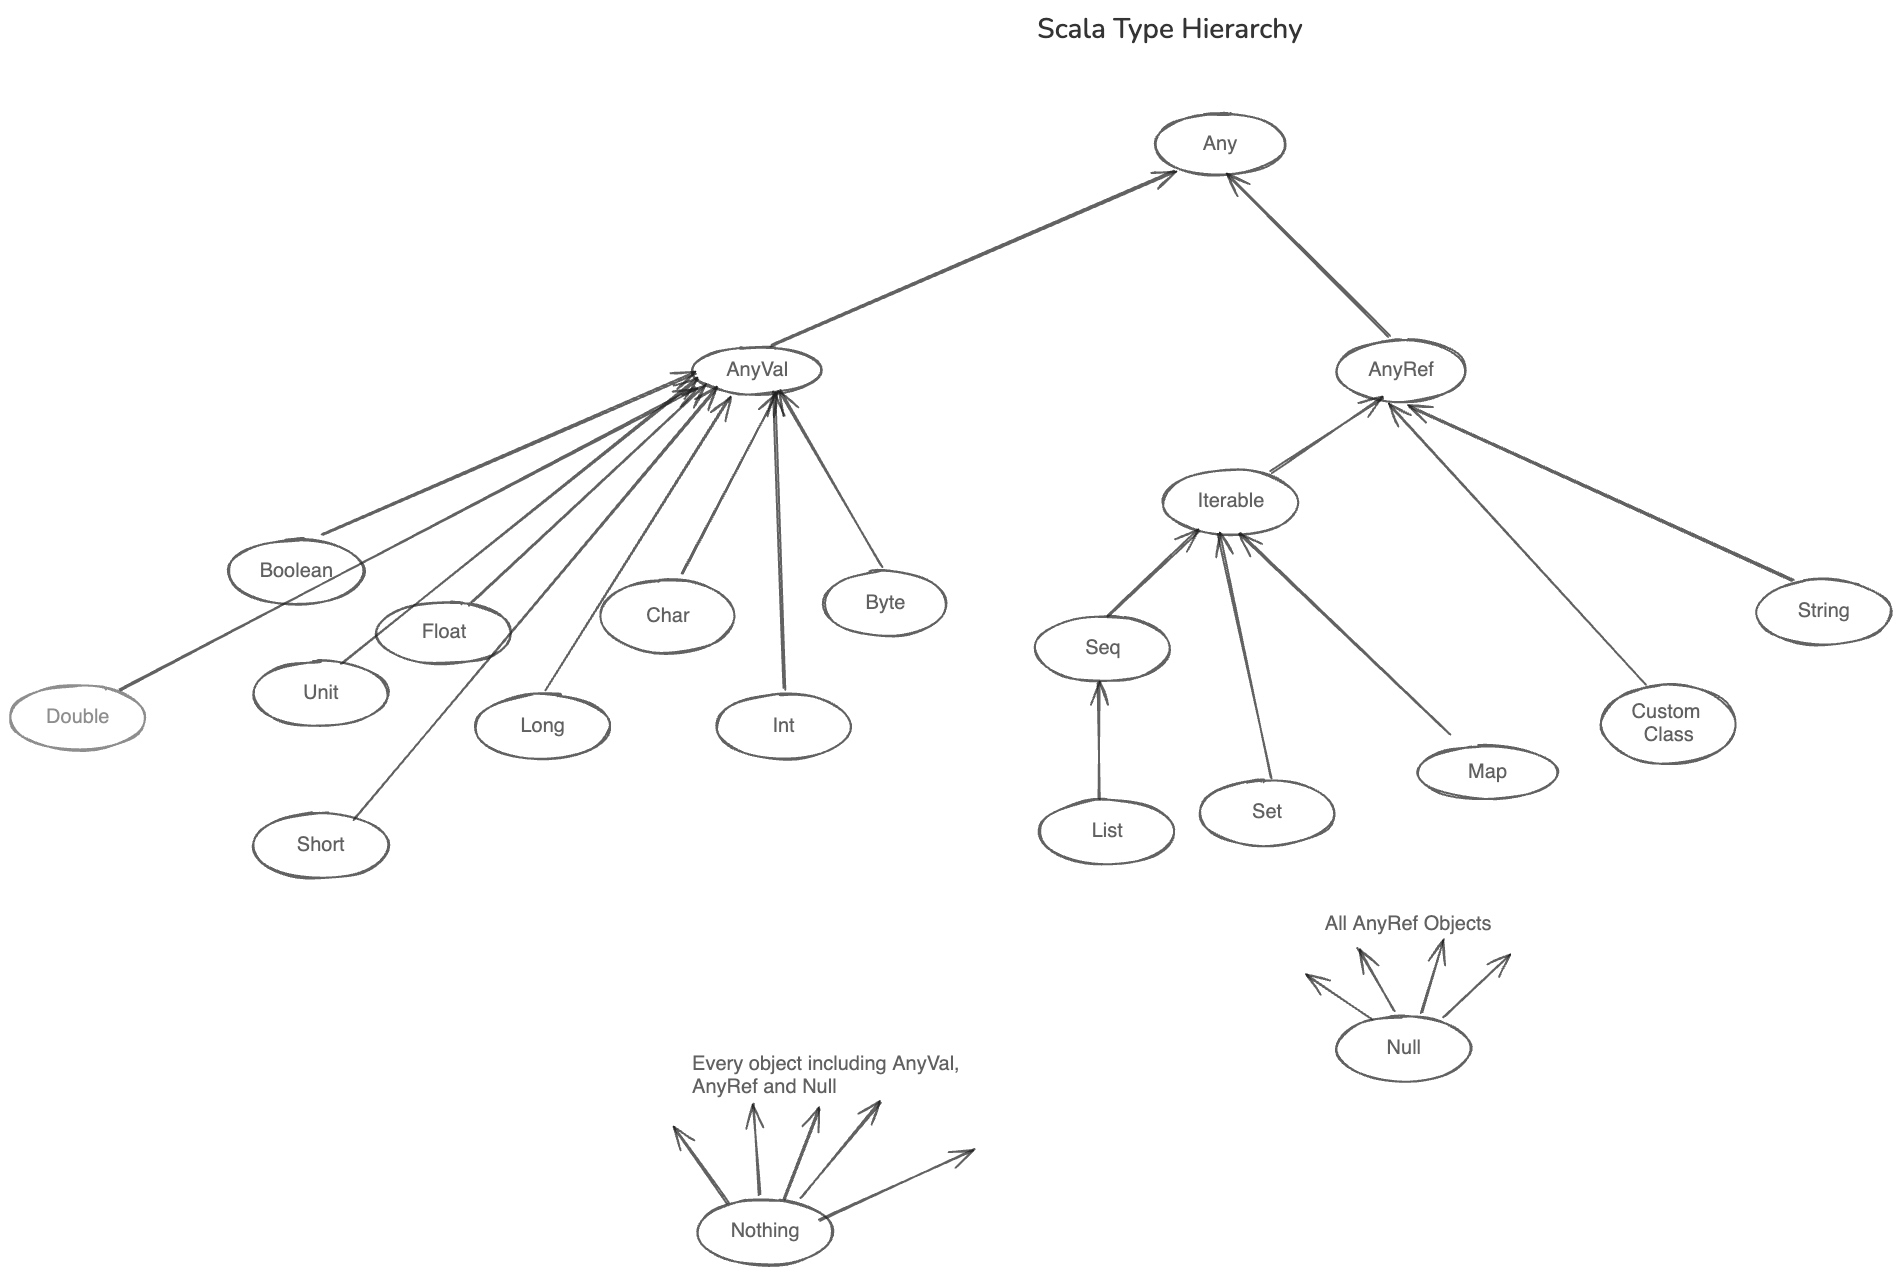 Scala Type Hierarchy
Any
AnyVal
AnyRef
Iterable
Boolean
Float
Char
Byte
Seq
String
Double
Unit
Long
Int
Custom
Class
Map
Short
List
Set
All AnyRef Objects
Null
Every object including AnyVal,
AnyRef and Null
Nothing